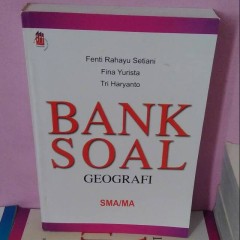 Fenti Rahayu Setiani
Fina Yurista
Tri Haryanto
BANK
SOAL
GEOGRAFI
SMA/MA